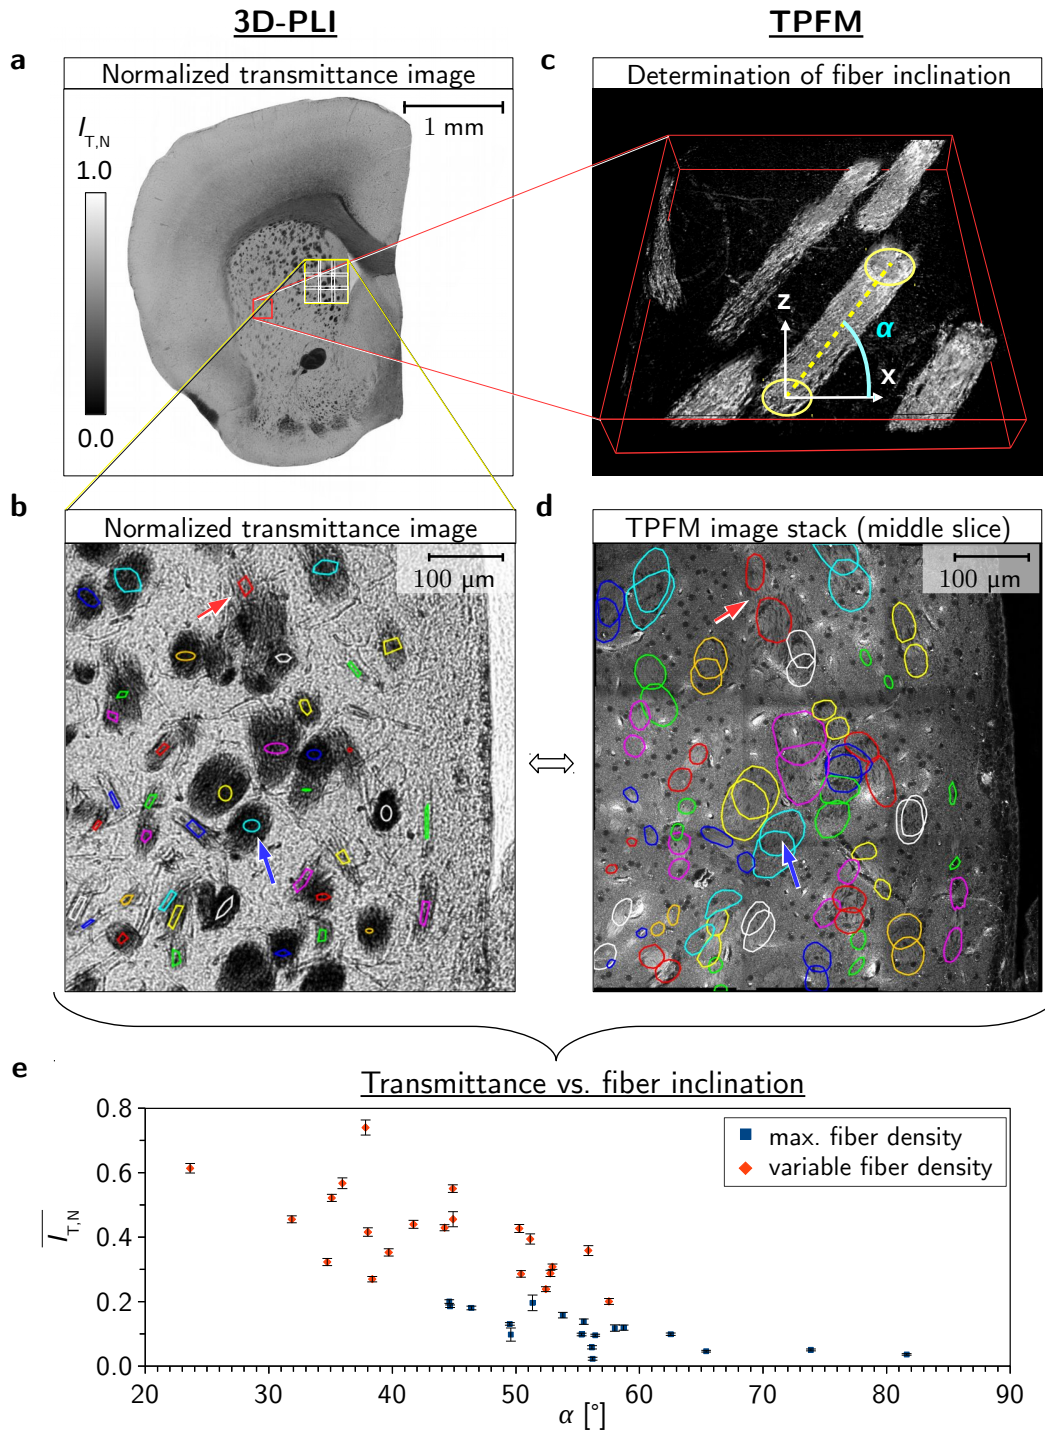 3D-PLI
TPFM
a
Normalized transmittance image
I_T,N
1.0
0.0
1 mm
c
Determination of fiber inclination
z
α
x
b
Normalized transmittance image
100 µm
d
TPFM image stack (middle slice)
100 µm
e
Transmittance vs. fiber inclination
I_T,N
0.8
0.6
0.4
0.2
0.0
max. fiber density
variable fiber density
20 30 40 50 60 70 80 90
α [°]